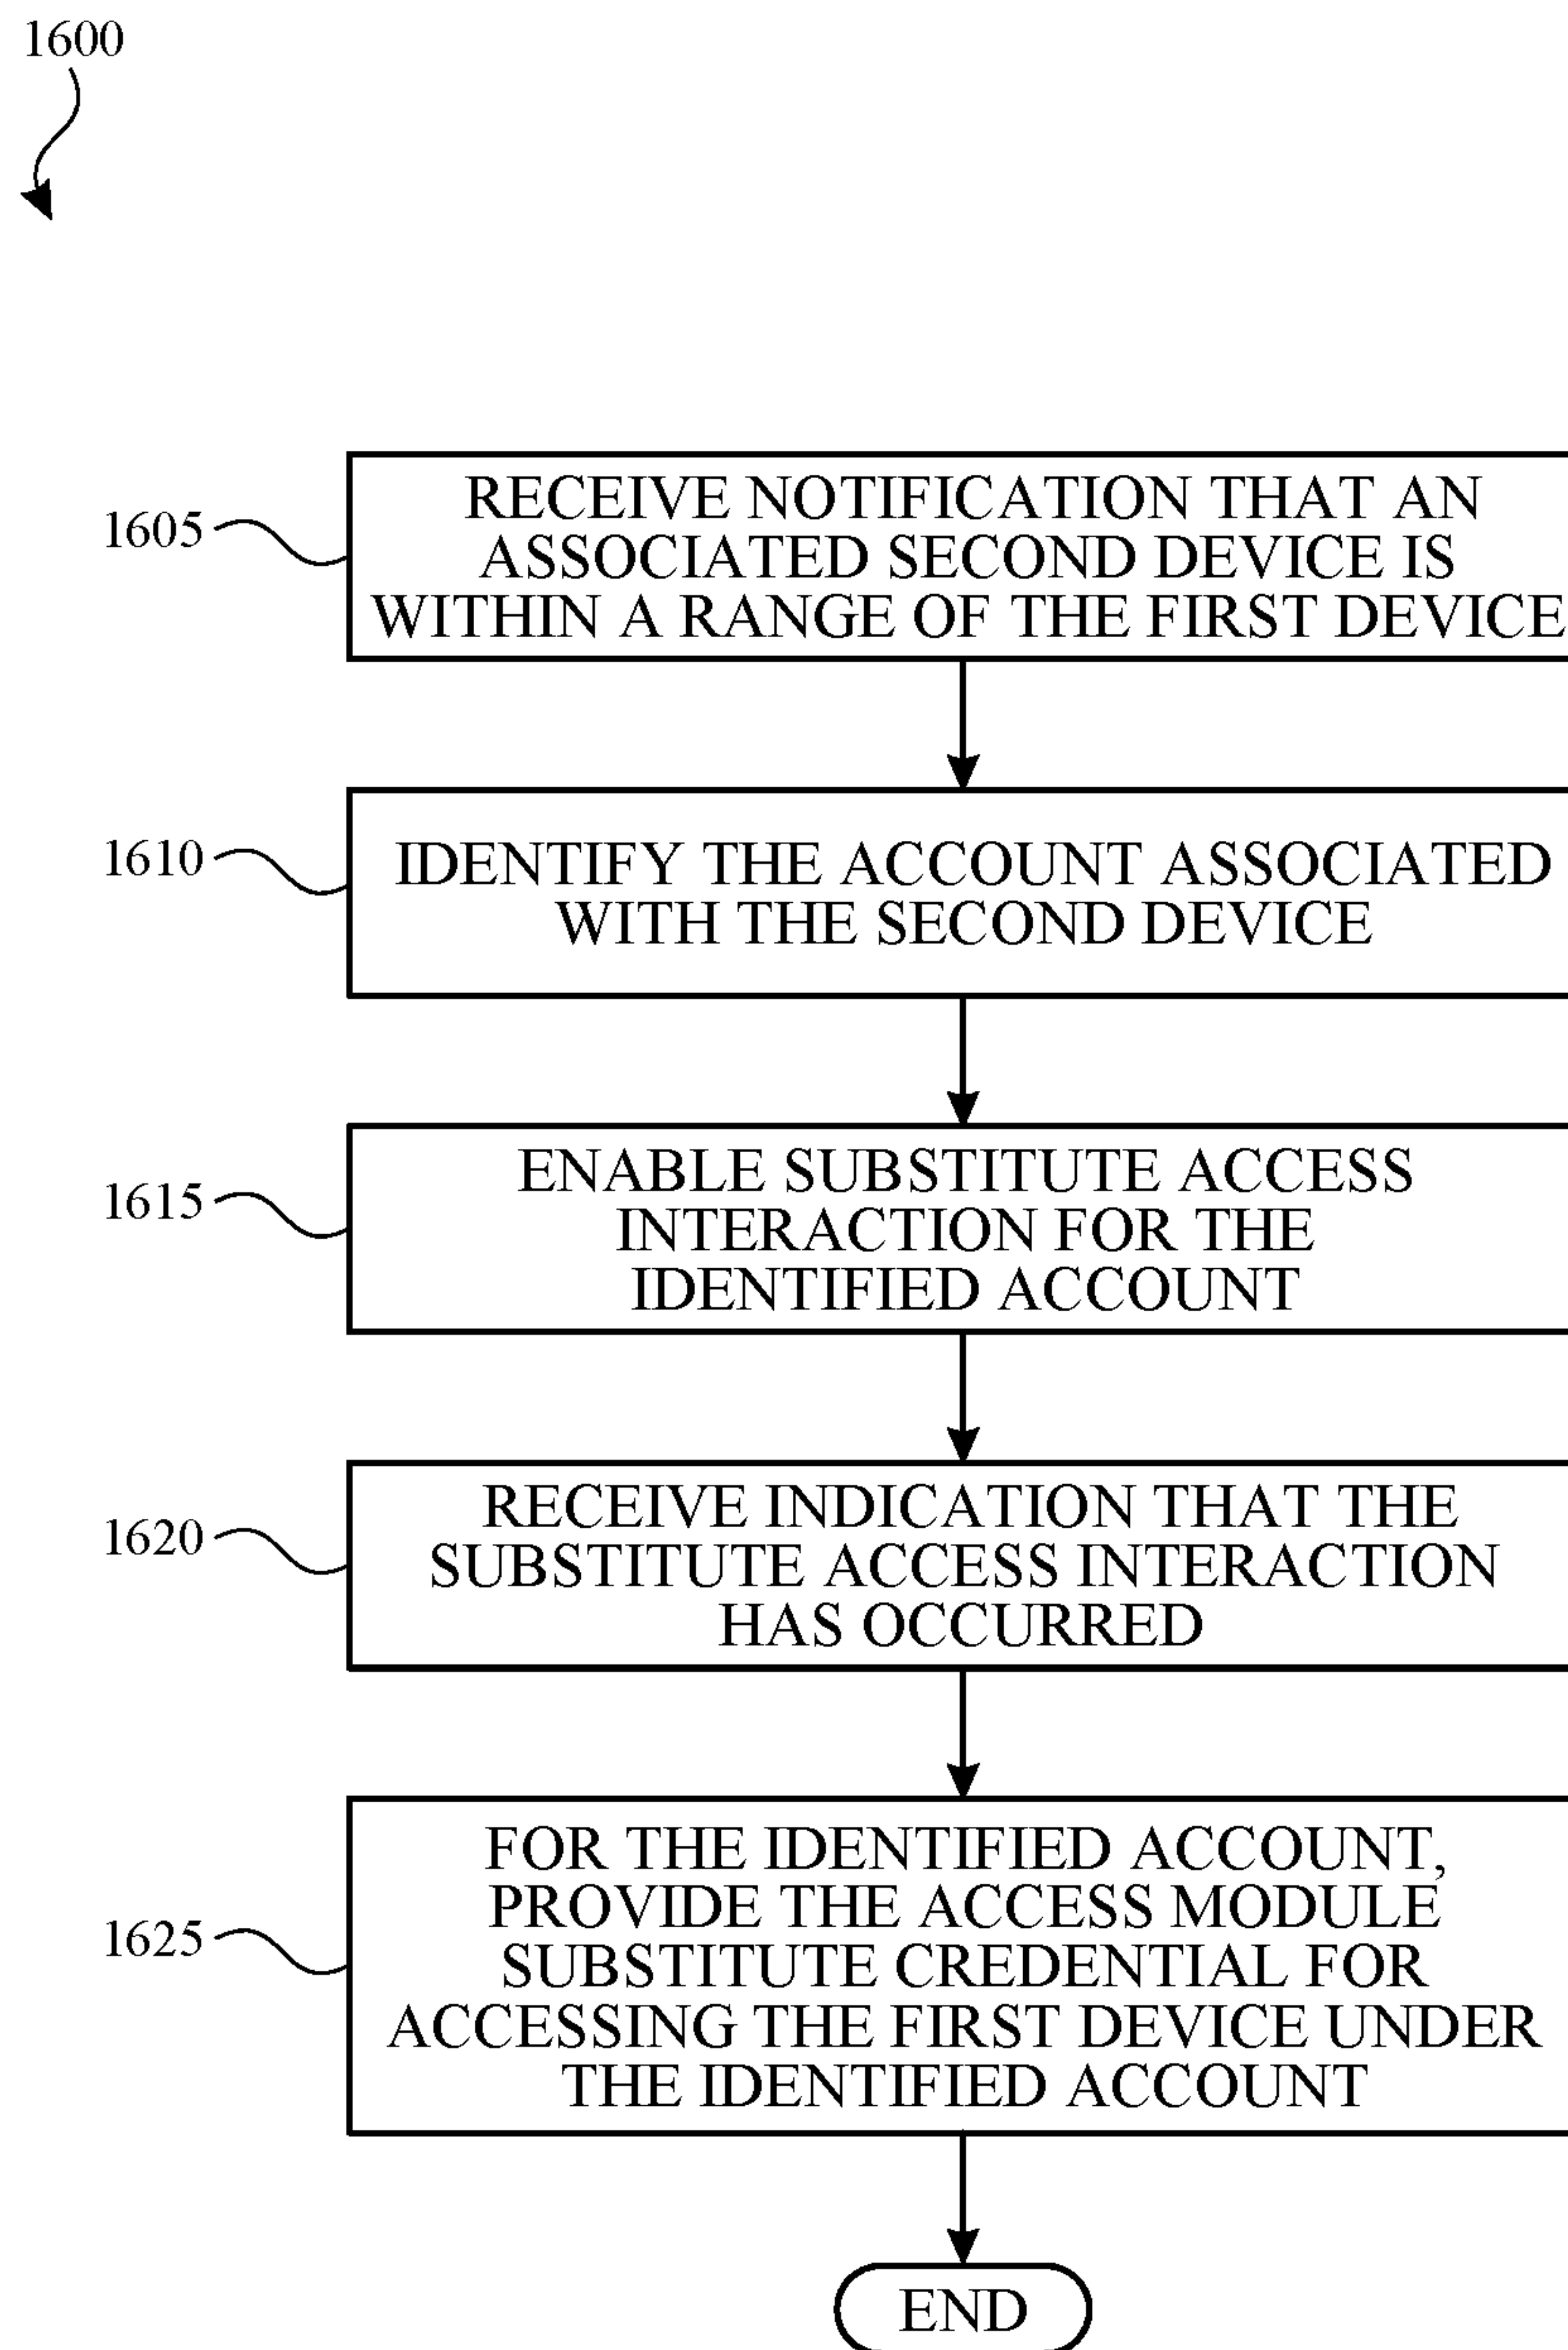 1600
1605
RECEIVE NOTIFICATION THAT AN
ASSOCIATED SECOND DEVICE IS
WITHIN A RANGE OF THE FIRST DEVICE
1610
IDENTIFY THE ACCOUNT ASSOCIATED
WITH THE SECOND DEVICE
1615
ENABLE SUBSTITUTE ACCESS
INTERACTION FOR THE
IDENTIFIED ACCOUNT
1620
RECEIVE INDICATION THAT THE
SUBSTITUTE ACCESS INTERACTION
HAS OCCURRED
1625
FOR THE IDENTIFIED ACCOUNT,
PROVIDE THE ACCESS MODULE
SUBSTITUTE CREDENTIAL FOR
ACCESSING THE FIRST DEVICE UNDER
THE IDENTIFIED ACCOUNT
END